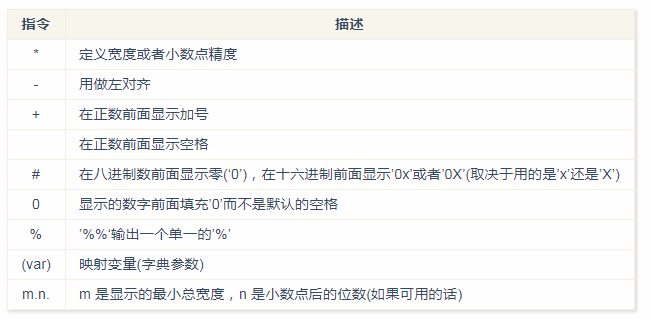 指令 描述
* 定义宽度或者小数点精度
- 用做左对齐
+ 在正数前面显示加号
在正数前面显示空格
# 在八进制数前面显示零('0')，在十六进制前面显示'0x'或者'0X'(取决于用的是'x'还是'X')
0 显示的数字前面填充'0'而不是默认的空格
% '%%'输出一个单一的'%'
(var) 映射变量(字典参数)
m.n. m 是显示的最小总宽度，n 是小数点后的位数(如果可用的话)